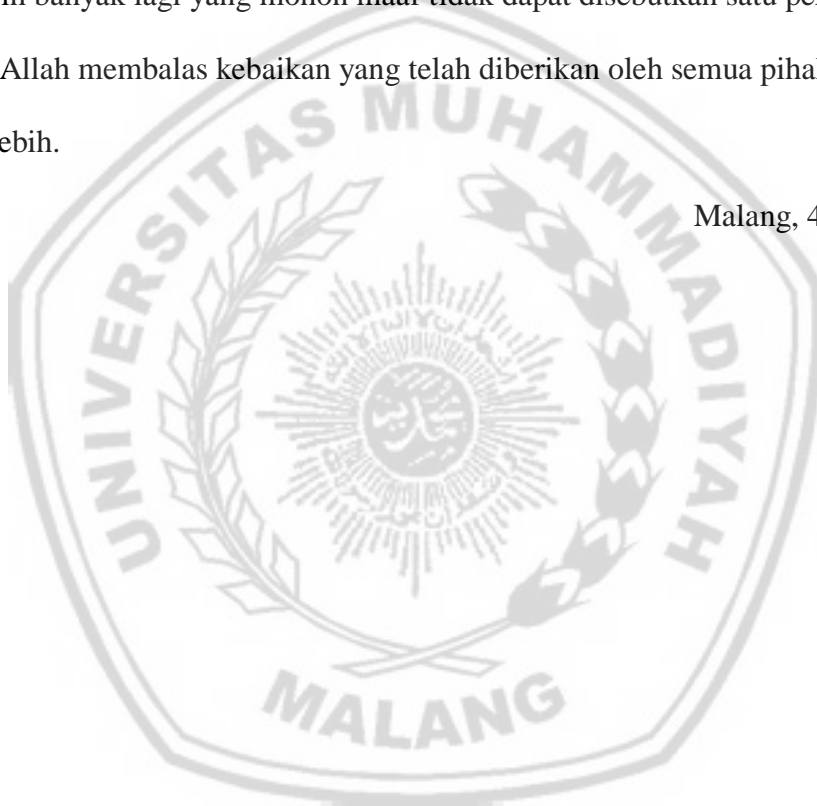 banyak lagi yang mohon maaf tidak dapat disebutkan satu
Allah membalas kebaikan yang telah diberikan oleh semua
Malang, 4
UNIVERSITAS MUHAMMADIYAH
MALANG